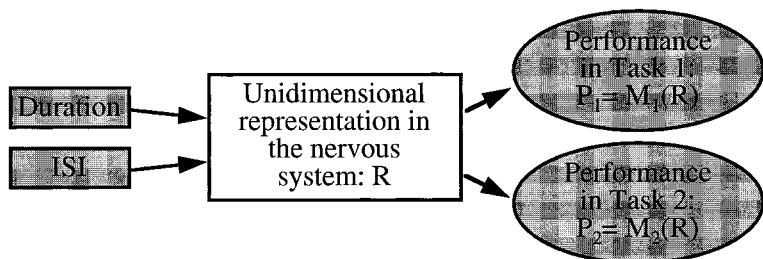 Duration
ISI
Unidimensional
representation in
the nervous
system: R
Performance
in Task 1:
P₁= M₁(R)
Performance
in Task 2:
P₂= M₂(R)